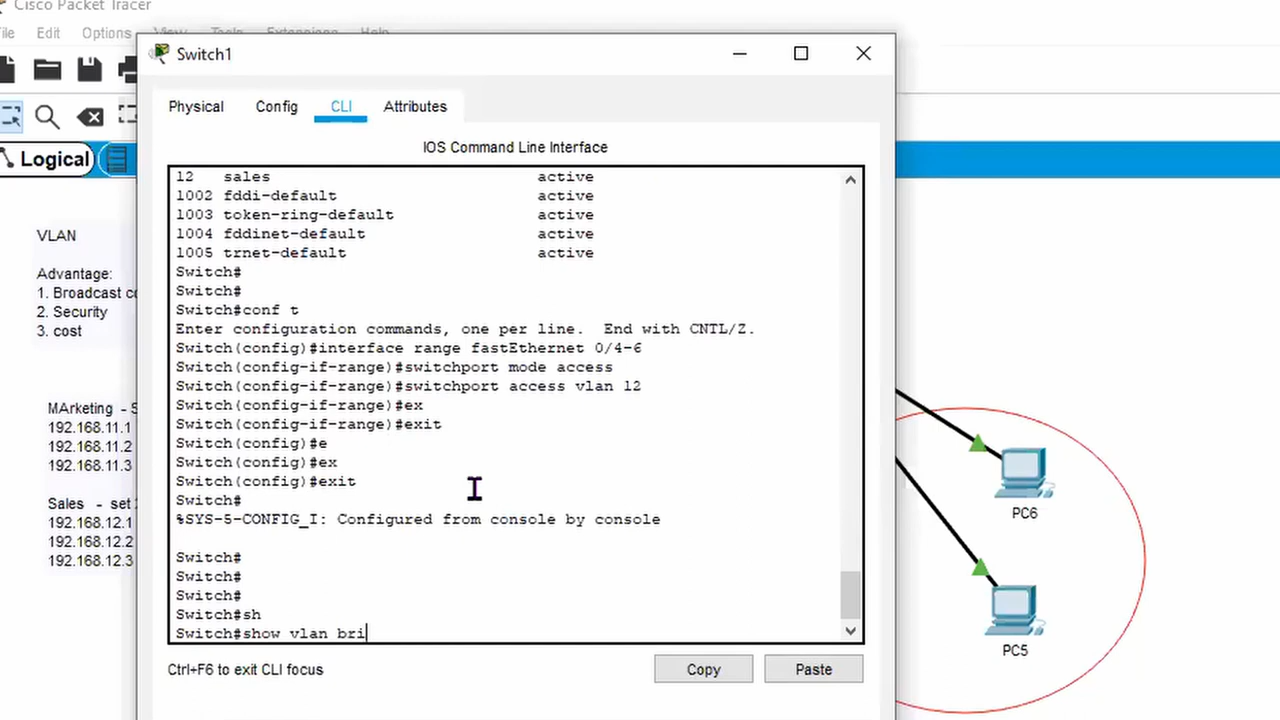 Cisco Packet Tracer
File Edit Options View Tools Extensions Help
Switch1
Physical Config CLI Attributes
Logical
IOS Command Line Interface
12 sales active
1002 fddi-default active
1003 token-ring-default active
1004 fddinet-default active
1005 trnet-default active
Switch#
Switch#
Switch#conf t
Enter configuration commands, one per line. End with CNTL/Z.
Switch(config)#interface range fastEthernet 0/4-6
Switch(config-if-range)#switchport mode access
Switch(config-if-range)#switchport access vlan 12
Switch(config-if-range)#ex
Switch(config-if-range)#exit
Switch(config)#e
Switch(config)#ex
Switch(config)#exit
Switch#
%SYS-5-CONFIG_I: Configured from console by console
Switch#
Switch#
Switch#
Switch#sh
Switch#show vlan bri
Ctrl+F6 to exit CLI focus
Copy Paste
VLAN
Advantage:
1. Broadcast co
2. Security
3. cost
MArketing - S
192.168.11.1
192.168.11.2
192.168.11.3
Sales - set
192.168.12.1
192.168.12.2
192.168.12.3
PC6
PC5